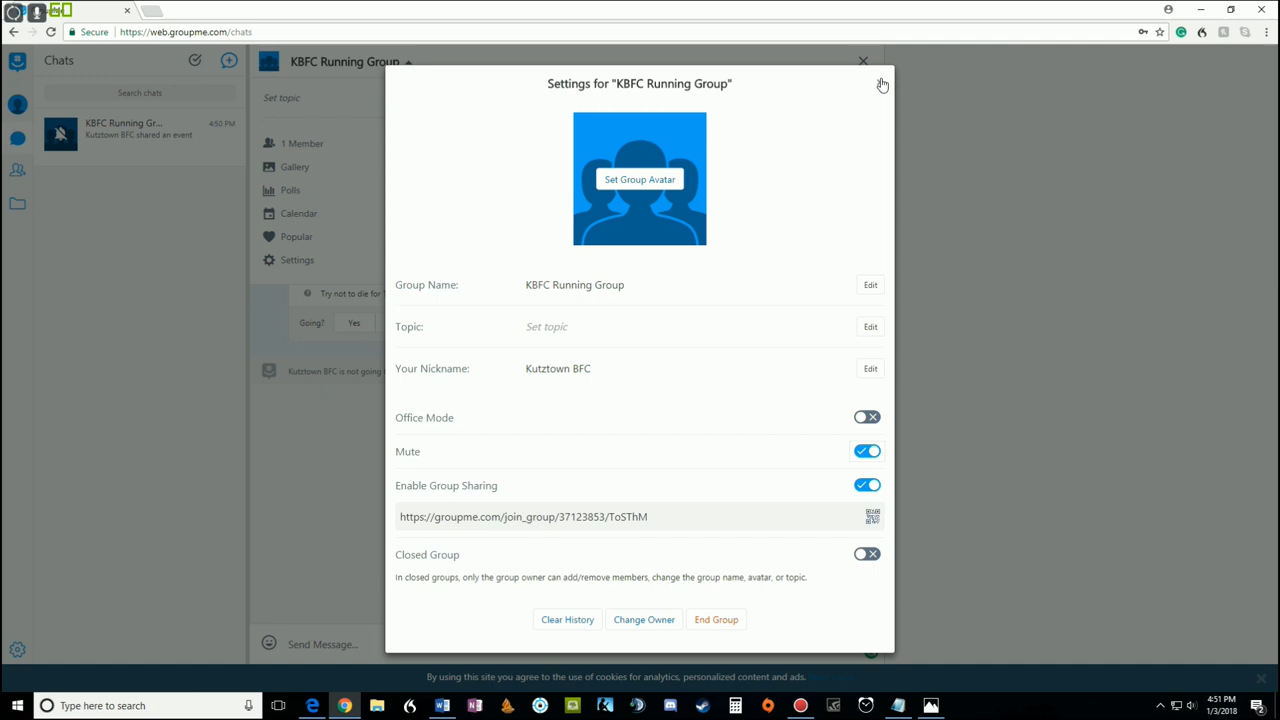 60
Secure
https://web.groupme.com/chats
Chats
KBFC Running Group
Search chats
Set topic
KBFC Running Gr...
4:50 PM
Kutztown BFC shared an event
1 Member
Gallery
Polls
Calendar
Popular
Settings
Try not to die for
Going?
Yes
Kutztown BFC is not going
Send Message...
Settings for "KBFC Running Group"
Set Group Avatar
Group Name:
KBFC Running Group
Edit
Topic:
Set topic
Edit
Your Nickname:
Kutztown BFC
Edit
Office Mode
Mute
Enable Group Sharing
https://groupme.com/join_group/37123853/ToSThM
Closed Group
In closed groups, only the group owner can add/remove members, change the group name, avatar, or topic.
Clear History
Change Owner
End Group
By using this site you agree to the use of cookies for analytics, personalized content and ads.
Type here to search
4:51 PM
1/3/2018
2